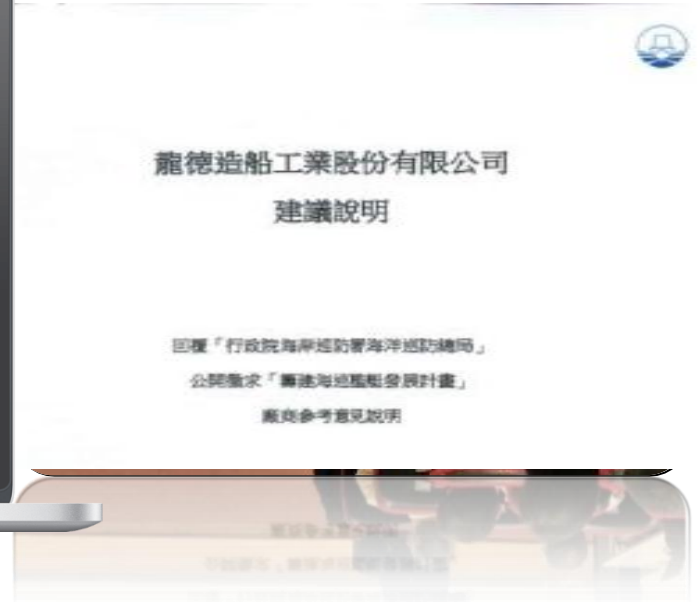 龍德造船工業股份有限公司
建議說明
回覆「行政院海岸巡防署海洋巡防總局」
公開徵求「籌建海巡艦艇發展計畫」
廠商參考意見說明